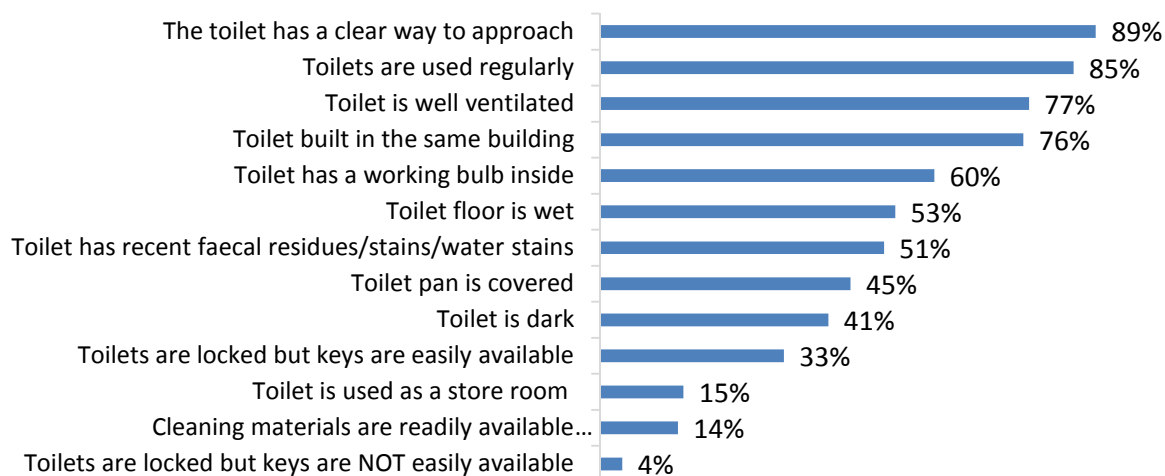 The toilet has a clear way to approach 89%
Toilets are used regularly 85%
Toilet is well ventilated 77%
Toilet built in the same building 76%
Toilet has a working bulb inside 60%
Toilet floor is wet 53%
Toilet has recent faecal residues/stains/water stains 51%
Toilet pan is covered 45%
Toilet is dark 41%
Toilets are locked but keys are easily available 33%
Toilet is used as a store room 15%
Cleaning materials are readily available… 14%
Toilets are locked but keys are NOT easily available 4%